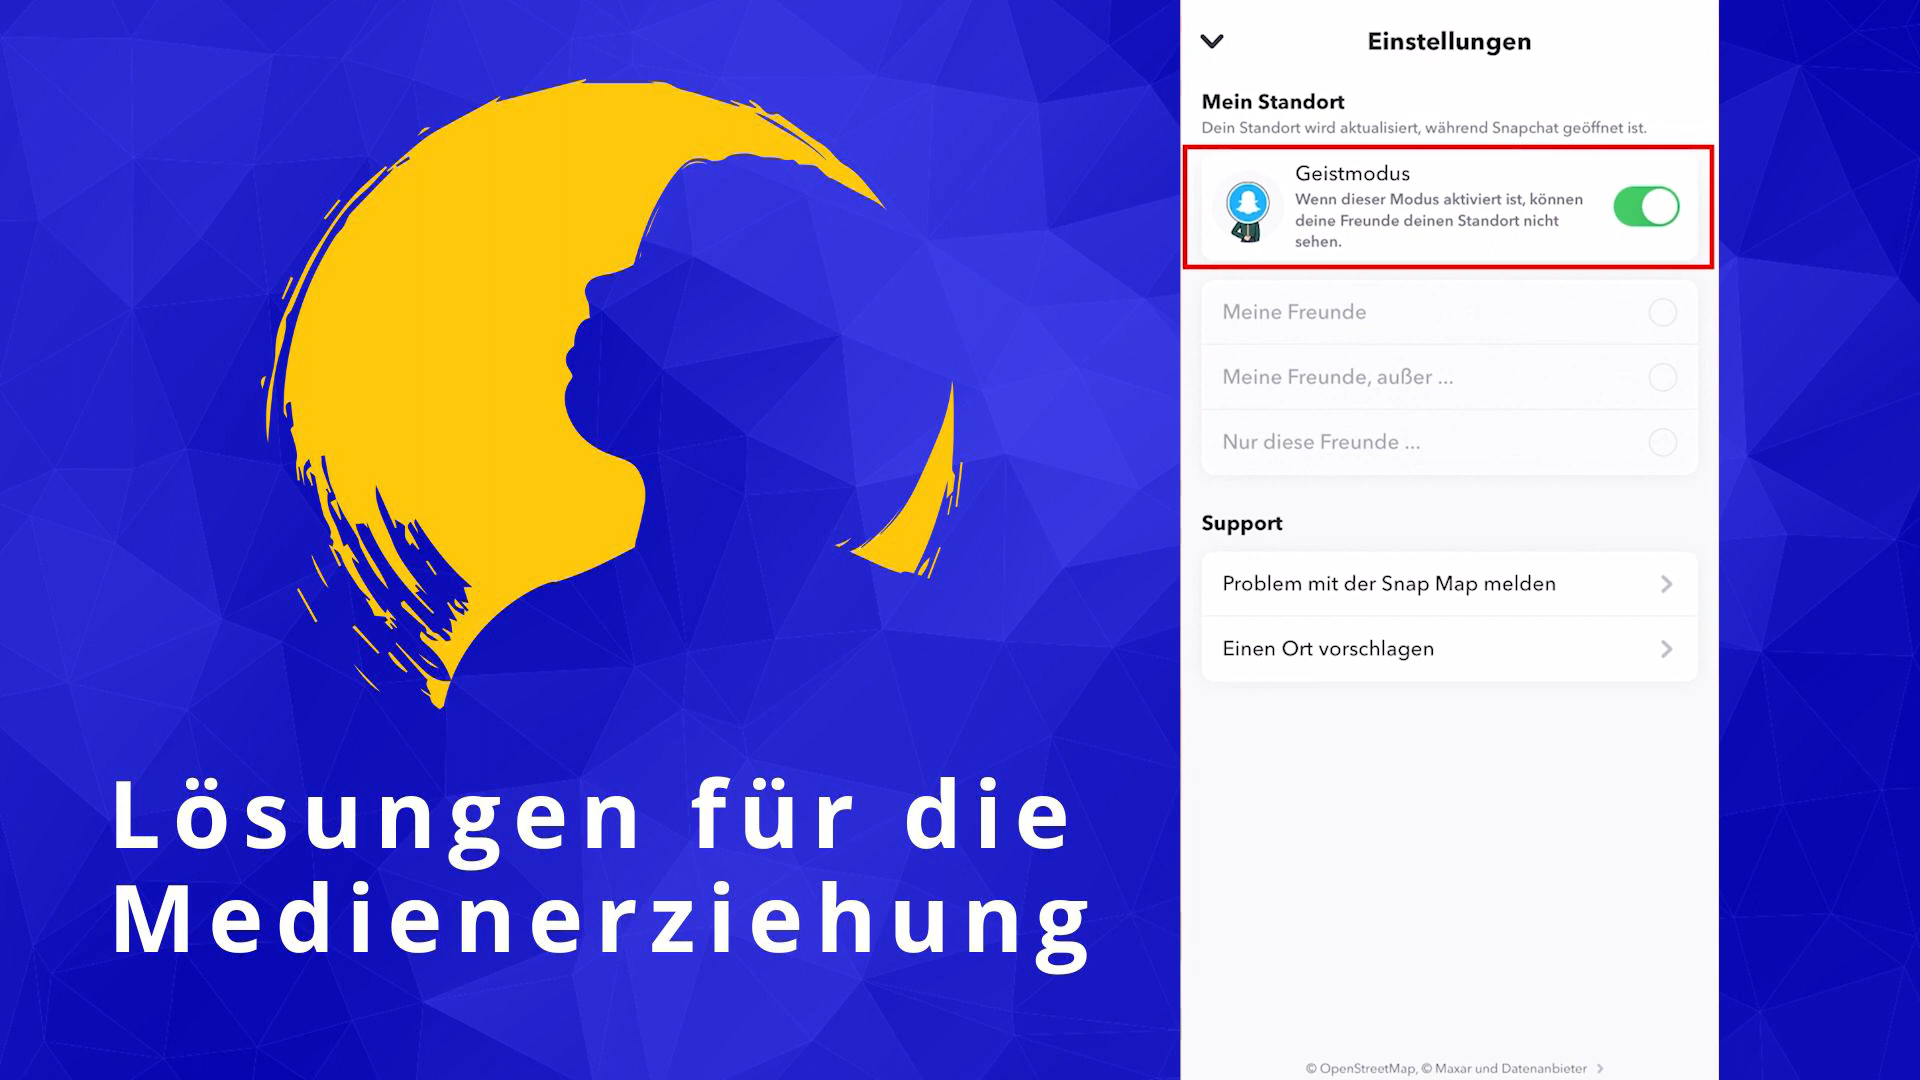 Lösungen für die
Medienerziehung
Einstellungen
Mein Standort
Dein Standort wird aktualisiert, während Snapchat geöffnet ist.
Geistmodus
Wenn dieser Modus aktiviert ist, können
deine Freunde deinen Standort nicht
sehen.
Meine Freunde
Meine Freunde, außer ...
Nur diese Freunde ...
Support
Problem mit der Snap Map melden
Einen Ort vorschlagen
© OpenStreetMap, © Maxar und Datenanbieter